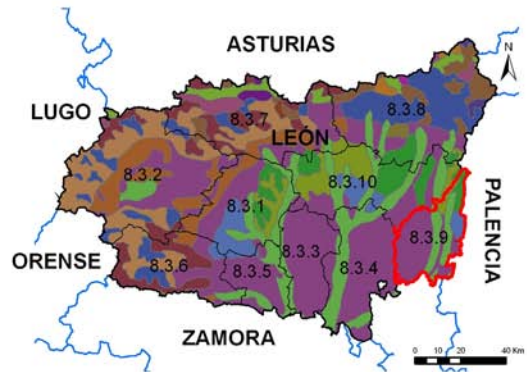 ASTURIAS
N
LUGO
8.3.8
8.3.7
LEÓN
8.3.2
8.3.10
PALENCIA
8.3.1
8.3.9
8.3.3
8.3.4
ORENSE
8.3.6
8.3.5
ZAMORA
0 10 20 40 Km